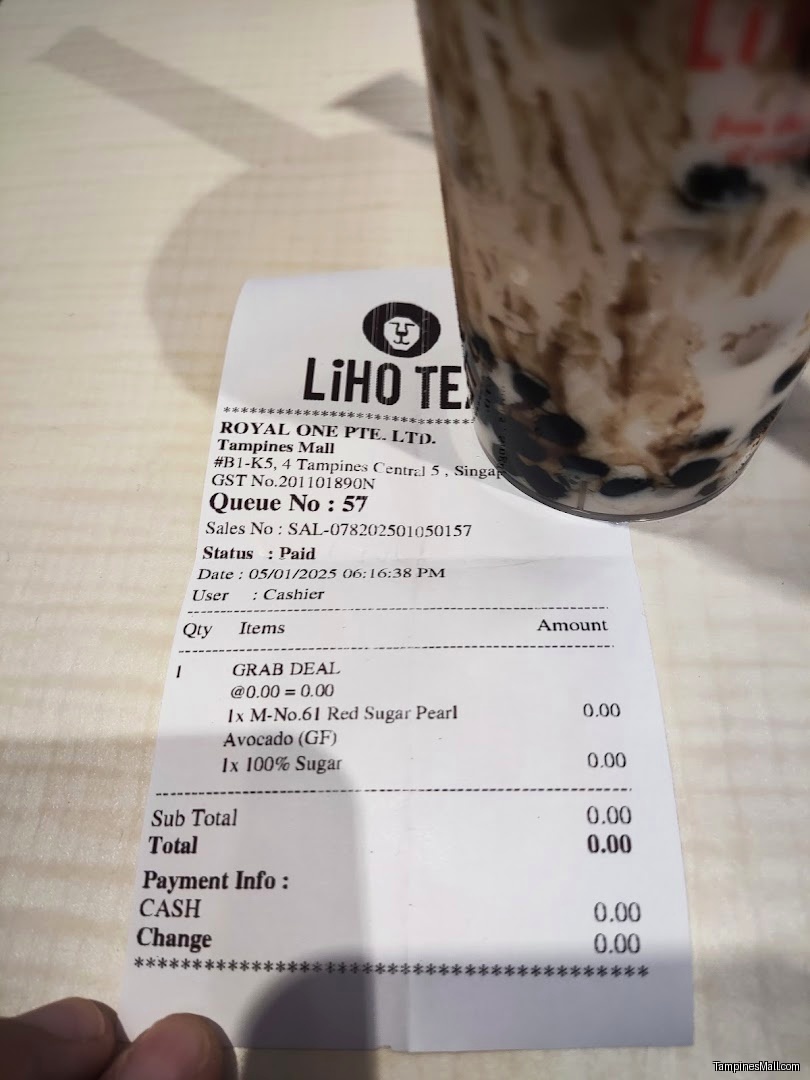 LiHO TE
************************************
ROYAL ONE PTE. LTD.
Tampines Mall
#B1-K5, 4 Tampines Central 5 , Singap
GST No.201101890N
Queue No : 57
Sales No : SAL-078202501050157
Status : Paid
Date : 05/01/2025 06:16:38 PM
User : Cashier
Qty Items Amount
1 GRAB DEAL
@0.00 = 0.00
1x M-No.61 Red Sugar Pearl 0.00
Avocado (GF)
1x 100% Sugar 0.00
Sub Total 0.00
Total 0.00
Payment Info :
CASH 0.00
Change 0.00
************************************************
TampinesMall.com